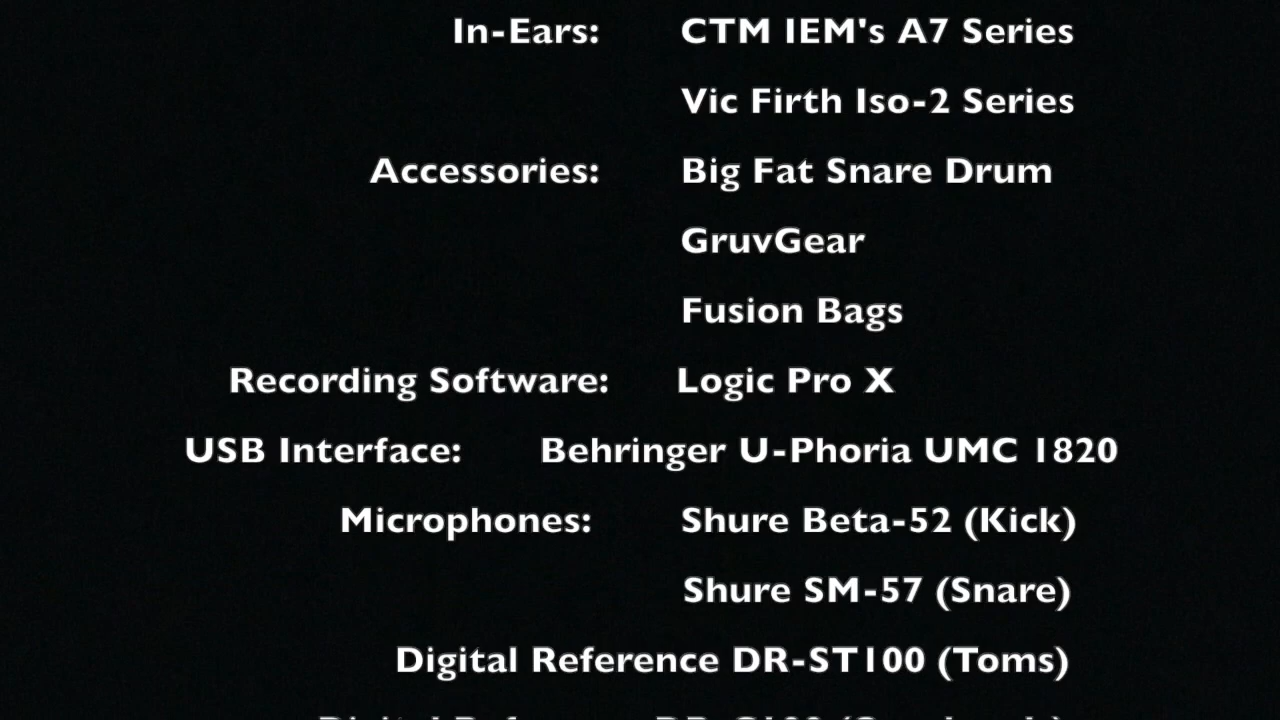 In-Ears: CTM IEM's A7 Series
Vic Firth Iso-2 Series
Accessories: Big Fat Snare Drum
GruvGear
Fusion Bags
Recording Software: Logic Pro X
USB Interface: Behringer U-Phoria UMC 1820
Microphones: Shure Beta-52 (Kick)
Shure SM-57 (Snare)
Digital Reference DR-ST100 (Toms)